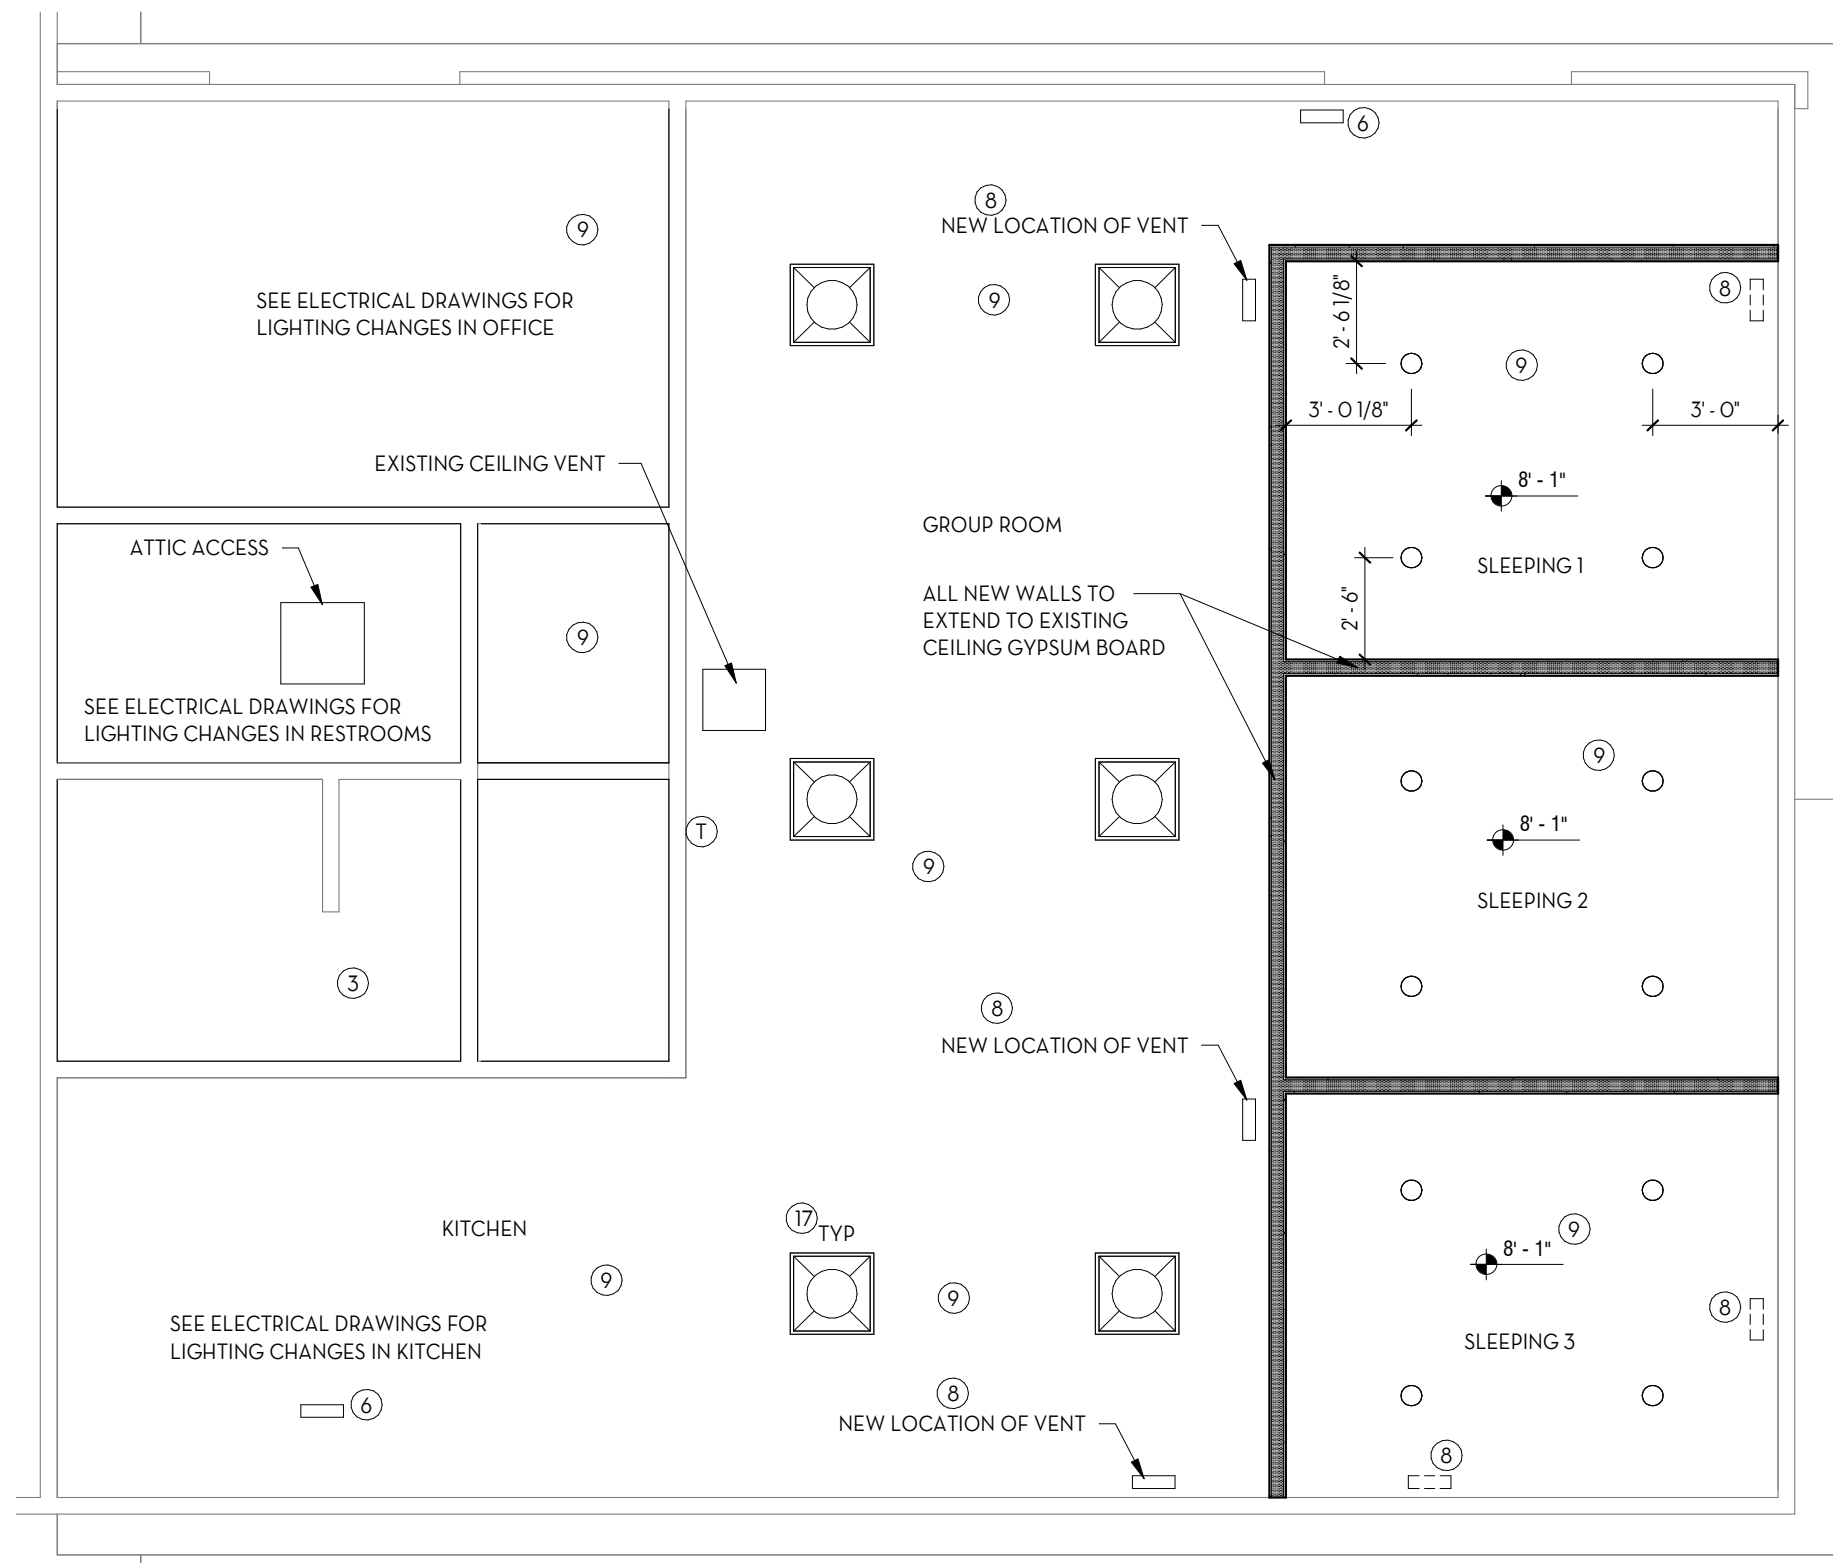 6
8
NEW LOCATION OF VENT
9
SEE ELECTRICAL DRAWINGS FOR
LIGHTING CHANGES IN OFFICE
9
8
2' - 6 1/8"
9
3' - 0 1/8"
3' - 0"
EXISTING CEILING VENT
8' - 1"
GROUP ROOM
ATTIC ACCESS
SLEEPING 1
ALL NEW WALLS TO
EXTEND TO EXISTING
CEILING GYPSUM BOARD
2' - 6"
9
SEE ELECTRICAL DRAWINGS FOR
LIGHTING CHANGES IN RESTROOMS
9
T
8' - 1"
9
SLEEPING 2
3
8
NEW LOCATION OF VENT
KITCHEN
17
TYP
9
8' - 1"
9
9
8
SEE ELECTRICAL DRAWINGS FOR
LIGHTING CHANGES IN KITCHEN
SLEEPING 3
6
8
NEW LOCATION OF VENT
8